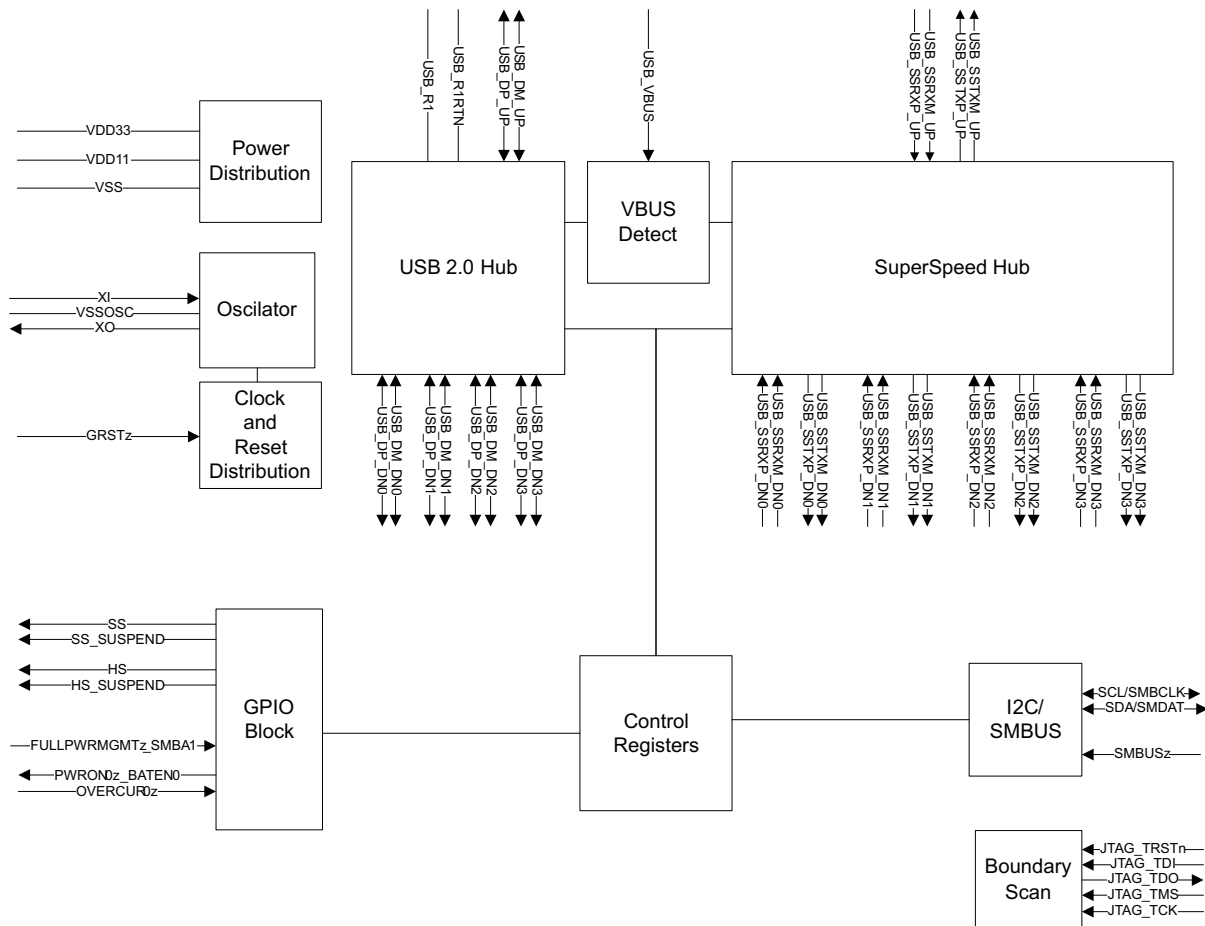 USB_R1
USB_R1RTN
USB_DP_UP
USB_DM_UP
USB_VBUS
USB_SSRXP_UP
USB_SSRXM_UP
USB_SSTXP_UP
USB_SSTXM_UP
VDD33
VDD11
VSS
Power
Distribution
XI
VSSOSC
XO
Oscilator
GRSTz
Clock
and
Reset
Distribution
USB 2.0 Hub
VBUS
Detect
SuperSpeed Hub
USB_DP_DN0
USB_DM_DN0
USB_DP_DN1
USB_DM_DN1
USB_DP_DN2
USB_DM_DN2
USB_DP_DN3
USB_DM_DN3
USB_SSRXP_DN0
USB_SSRXM_DN0
USB_SSTXP_DN0
USB_SSTXM_DN0
USB_SSRXP_DN1
USB_SSRXM_DN1
USB_SSTXP_DN1
USB_SSTXM_DN1
USB_SSRXP_DN2
USB_SSRXM_DN2
USB_SSTXP_DN2
USB_SSTXM_DN2
USB_SSRXP_DN3
USB_SSRXM_DN3
USB_SSTXP_DN3
USB_SSTXM_DN3
SS
SS_SUSPEND
HS
HS_SUSPEND
FULLPWRMGMTz_SMBA1
PWRON0z_BATEN0
OVERCUR0z
GPIO
Block
Control
Registers
I2C/
SMBUS
SCL/SMBCLK
SDA/SMDAT
SMBUSz
Boundary
Scan
JTAG_TRSTn
JTAG_TDI
JTAG_TDO
JTAG_TMS
JTAG_TCK